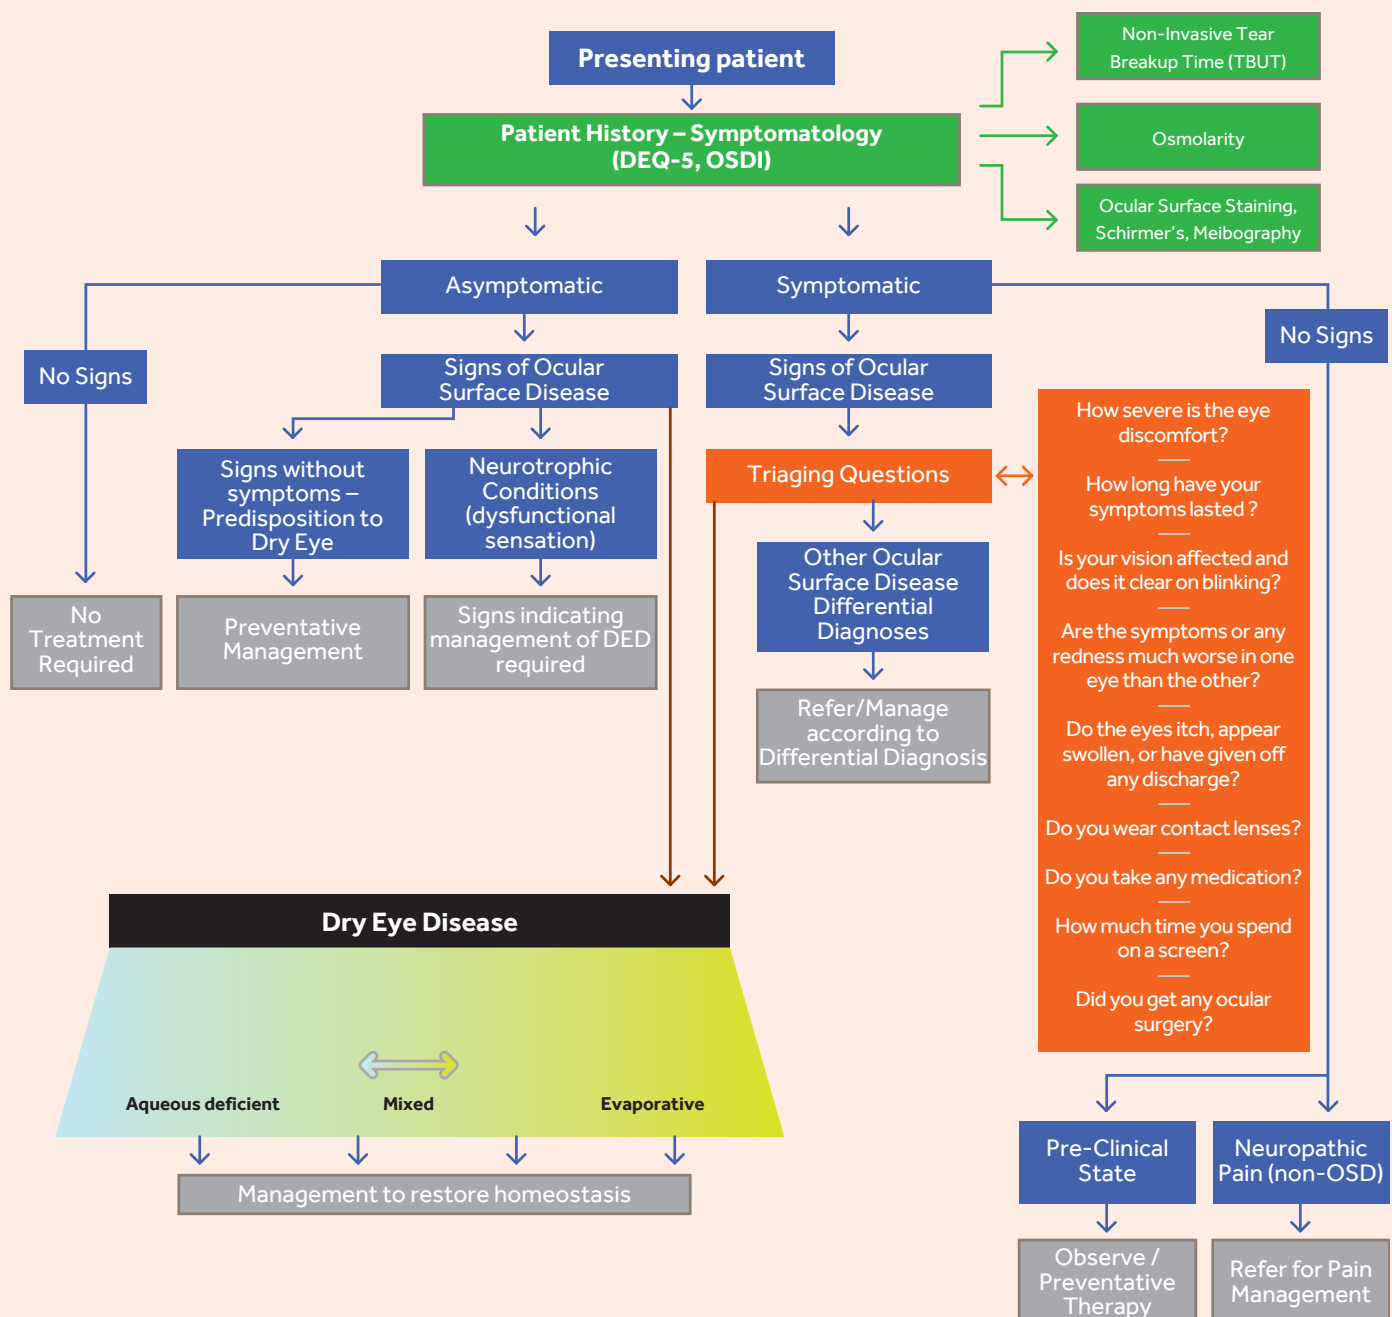 Presenting patient
Non-Invasive Tear
Breakup Time (TBUT)
Patient History – Symptomatology
(DEQ-5, OSDI)
Osmolarity
Ocular Surface Staining,
Schirmer's, Meibography
Asymptomatic
Symptomatic
No Signs
No Signs
Signs of Ocular
Surface Disease
Signs of Ocular
Surface Disease
Signs without
symptoms –
Predisposition to
Dry Eye
Neurotrophic
Conditions
(dysfunctional
sensation)
Triaging Questions
How severe is the eye
discomfort?
How long have your
symptoms lasted ?
Is your vision affected and
does it clear on blinking?
Are the symptoms or any
redness much worse in one
eye than the other?
Do the eyes itch, appear
swollen, or have given off
any discharge?
Do you wear contact lenses?
Do you take any medication?
How much time you spend
on a screen?
Did you get any ocular
surgery?
Other Ocular
Surface Disease
Differential
Diagnoses
No
Treatment
Required
Preventative
Management
Signs indicating
management of DED
required
Refer/Manage
according to
Differential Diagnosis
Dry Eye Disease
Aqueous deficient
Mixed
Evaporative
Management to restore homeostasis
Pre-Clinical
State
Neuropathic
Pain (non-OSD)
Observe /
Preventative
Therapy
Refer for Pain
Management